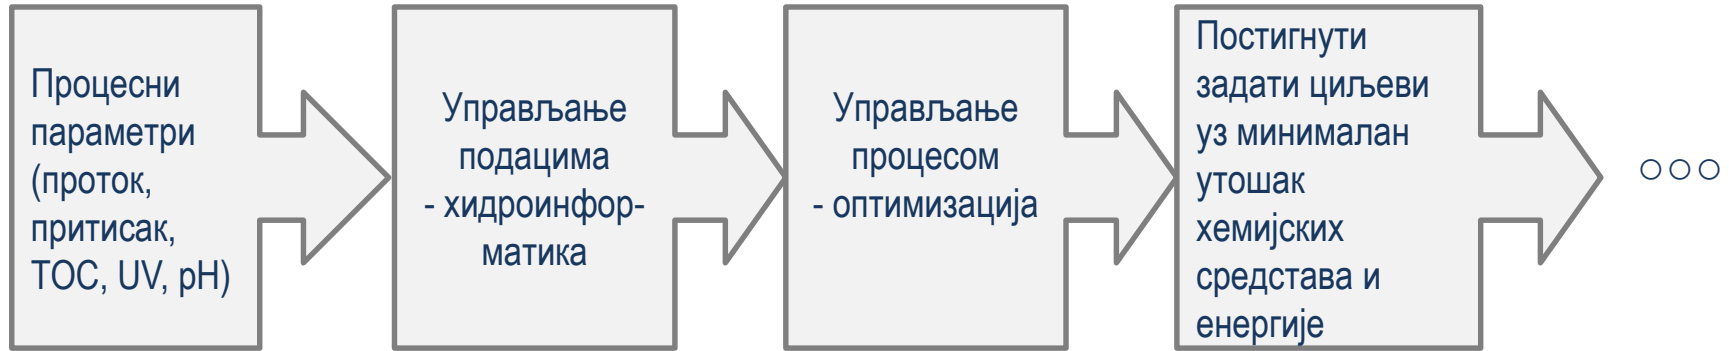 Процесни
параметри
(проток,
притисак,
TOC, UV, pH)
Управљање
подацима
- хидроинфор-
матика
Управљање
процесом
- оптимизација
Постигнути
задати циљеви
уз минималан
утошак
хемијских
средстава и
енергије
○○○